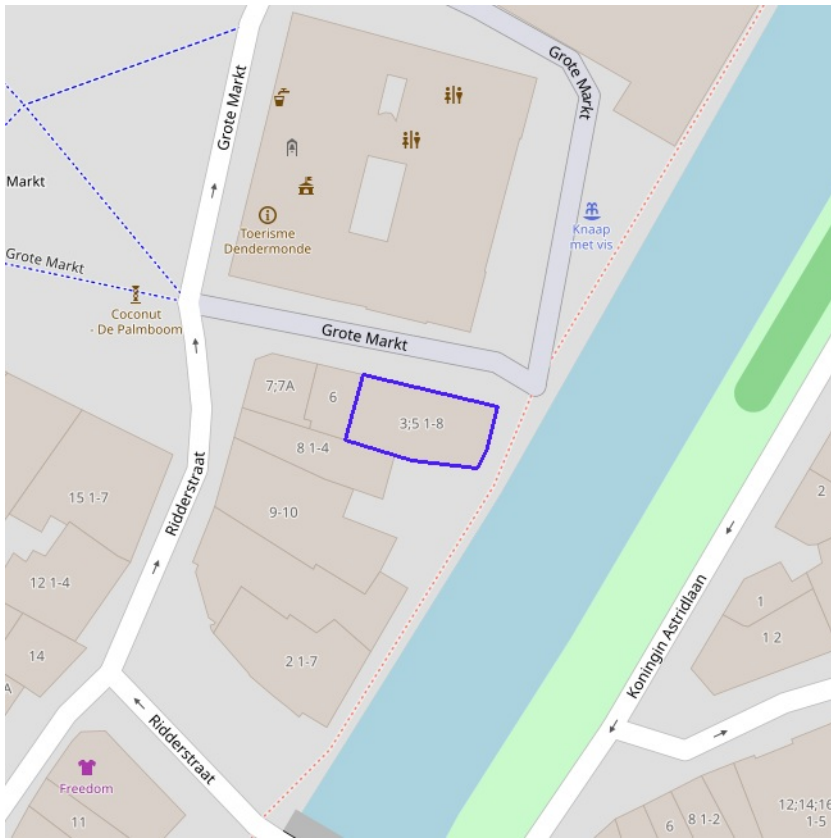 Grote Markt
Grote Markt
Markt
Toerisme
Dendermonde
Knaap
met vis
Grote Markt
Coconut
- De Palmboom
Grote Markt
7;7A
6
3;5 1-8
8 1-4
15 1-7
Ridderstraat
9-10
2
12 1-4
1
Koningin Astridlaan
1 2
14
2 1-7
A
Ridderstraat
Freedom
11
6
8 1-2
12;14;16
1-5